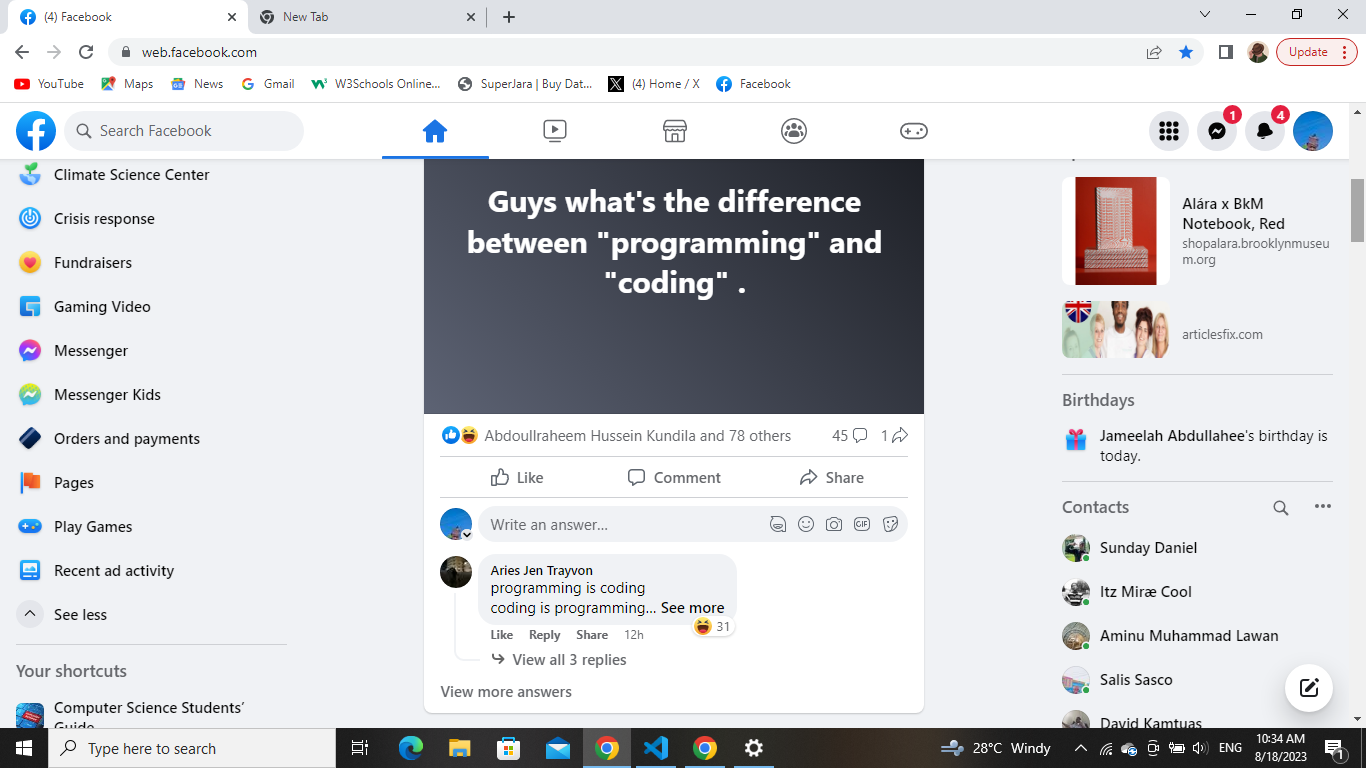 (4) Facebook
New Tab
web.facebook.com
Update
YouTube
Maps
News
Gmail
W3Schools Online...
SuperJara | Buy Dat...
(4) Home / X
Facebook
Search Facebook
1
4
Climate Science Center
Crisis response
Fundraisers
Gaming Video
Messenger
Messenger Kids
Orders and payments
Pages
Play Games
Recent ad activity
See less
Your shortcuts
Computer Science Students'
Guide
Guys what's the difference
between "programming" and
"coding" .
Abdoullraheem Hussein Kundila and 78 others
45
1
Like
Comment
Share
Write an answer...
GIF
Aries Jen Trayvon
programming is coding
coding is programming... See more
31
Like Reply Share 12h
View all 3 replies
View more answers
Alára x BkM
Notebook, Red
shopalara.brooklynmuseu
m.org
articlesfix.com
Birthdays
Jameelah Abdullahee's birthday is
today.
Contacts
Sunday Daniel
Itz Miræ Cool
Aminu Muhammad Lawan
Salis Sasco
David Kamtuas
Type here to search
28°C Windy
ENG
10:34 AM
8/18/2023
1